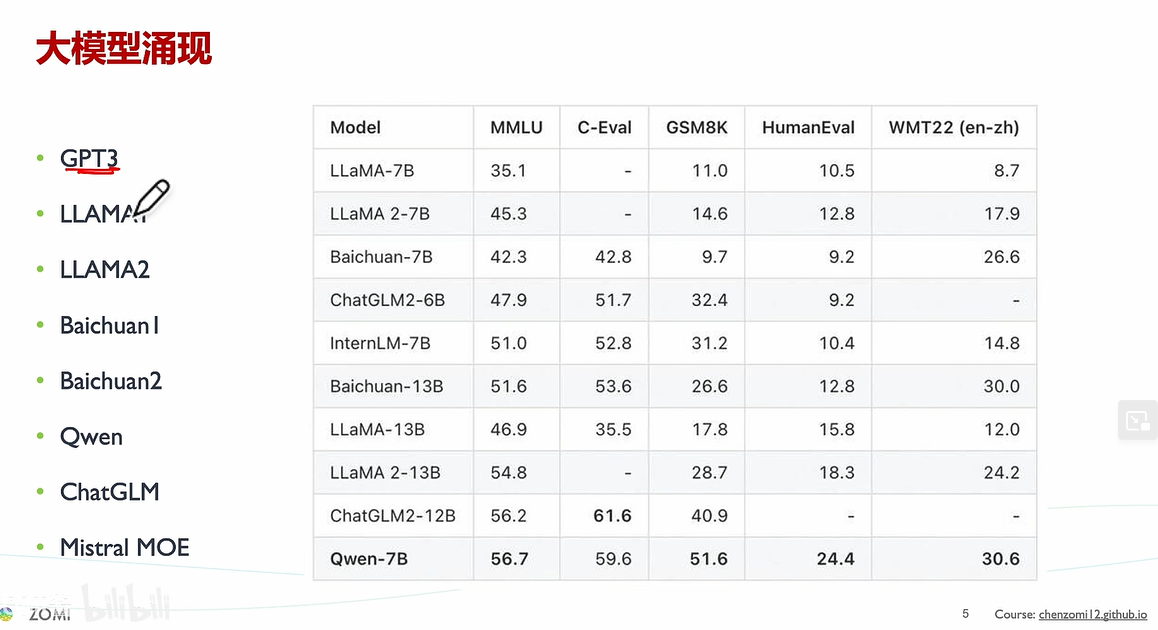 大模型涌现
GPT3
LLAMA1
LLAMA2
Baichuan1
Baichuan2
Qwen
ChatGLM
Mistral MOE
Model MMLU C-Eval GSM8K HumanEval WMT22 (en-zh)
LLaMA-7B 35.1 - 11.0 10.5 8.7
LLaMA 2-7B 45.3 - 14.6 12.8 17.9
Baichuan-7B 42.3 42.8 9.7 9.2 26.6
ChatGLM2-6B 47.9 51.7 32.4 9.2 -
InternLM-7B 51.0 52.8 31.2 10.4 14.8
Baichuan-13B 51.6 53.6 26.6 12.8 30.0
LLaMA-13B 46.9 35.5 17.8 15.8 12.0
LLaMA 2-13B 54.8 - 28.7 18.3 24.2
ChatGLM2-12B 56.2 61.6 40.9 - -
Qwen-7B 56.7 59.6 51.6 24.4 30.6
ZOMI bilibili
5 Course: chenzomi12.github.io